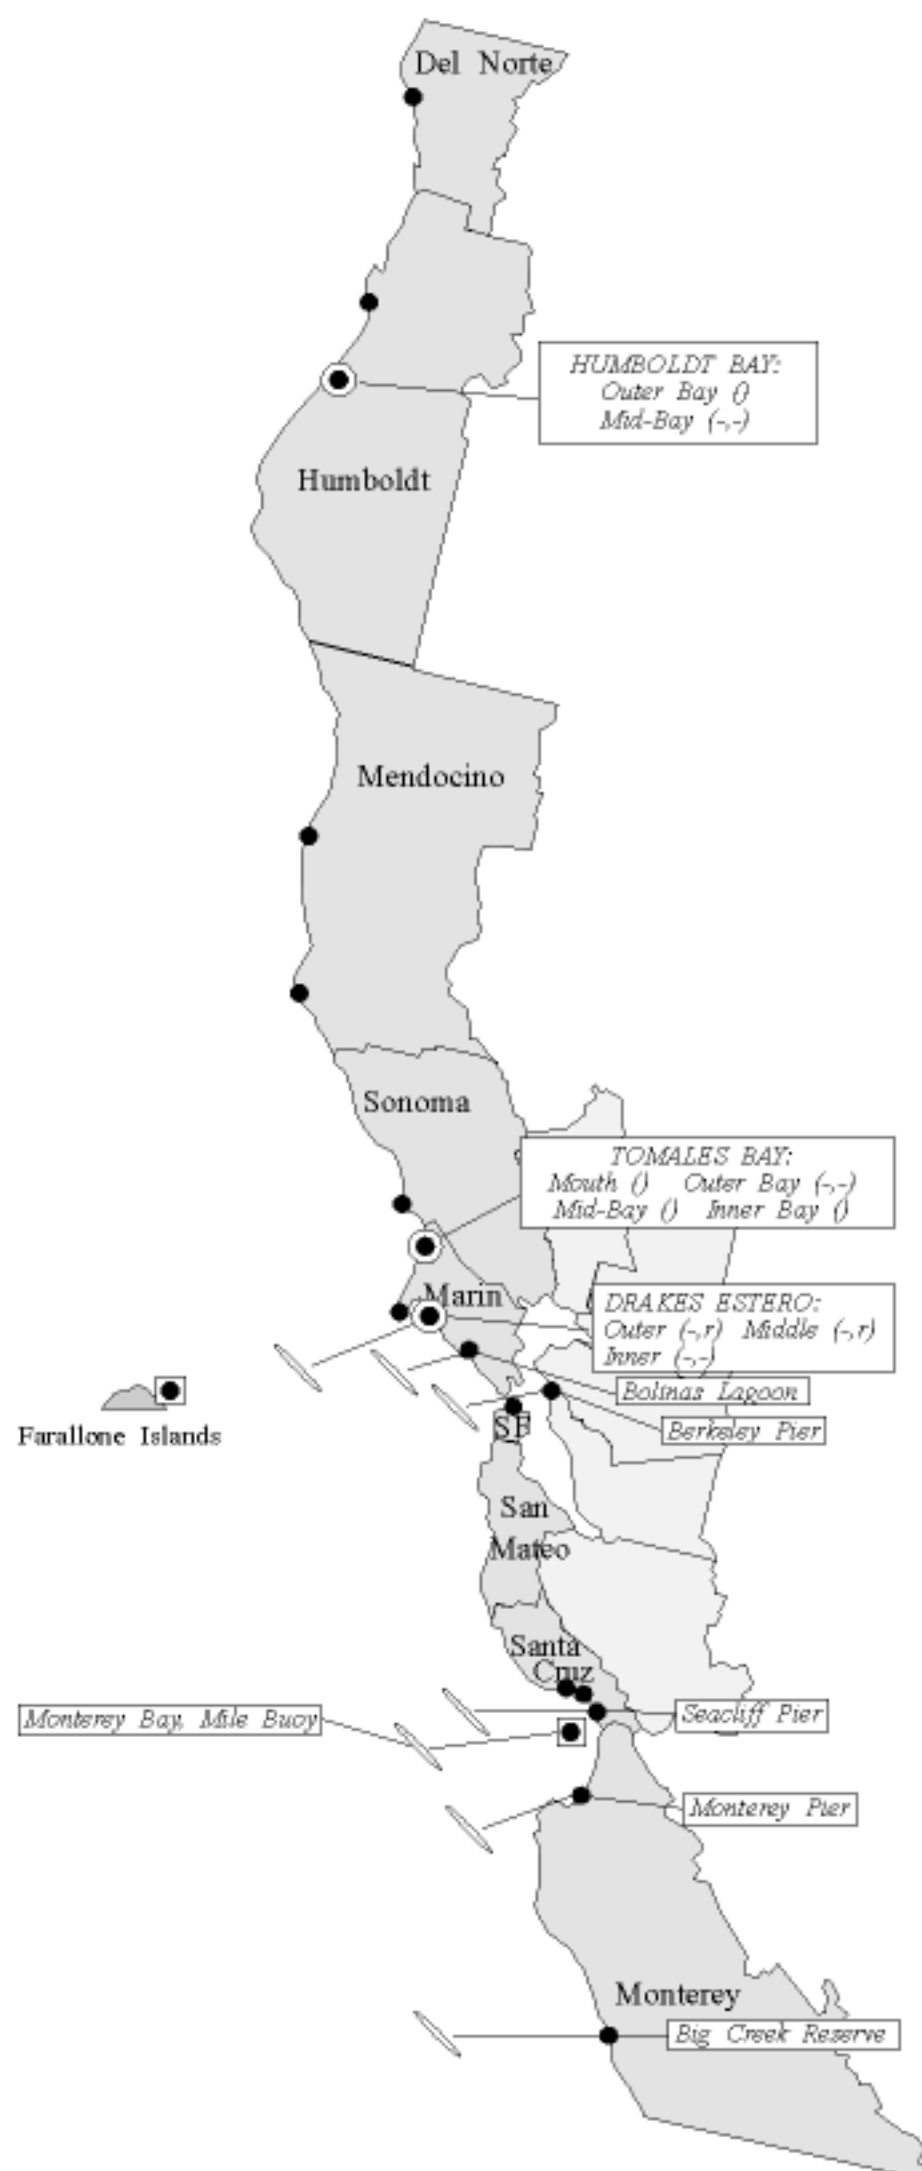 Del Norte
HUMBOLDT BAY:
Outer Bay ()
Mid-Bay (-,-)
Humboldt
Mendocino
Sonoma
TOMALES BAY:
Mouth () Outer Bay (-,-)
Mid-Bay () Inner Bay ()
Marin
DRAKES ESTERO:
Outer (-,r) Middle (-,r)
Inner (-,-)
Bolinas Lagoon
Berkeley Pier
SF
Farallone Islands
San
Mateo
Santa
Cruz
Monterey Bay, Mile Buoy
Seacliff Pier
Monterey Pier
Monterey
Big Creek Reserve